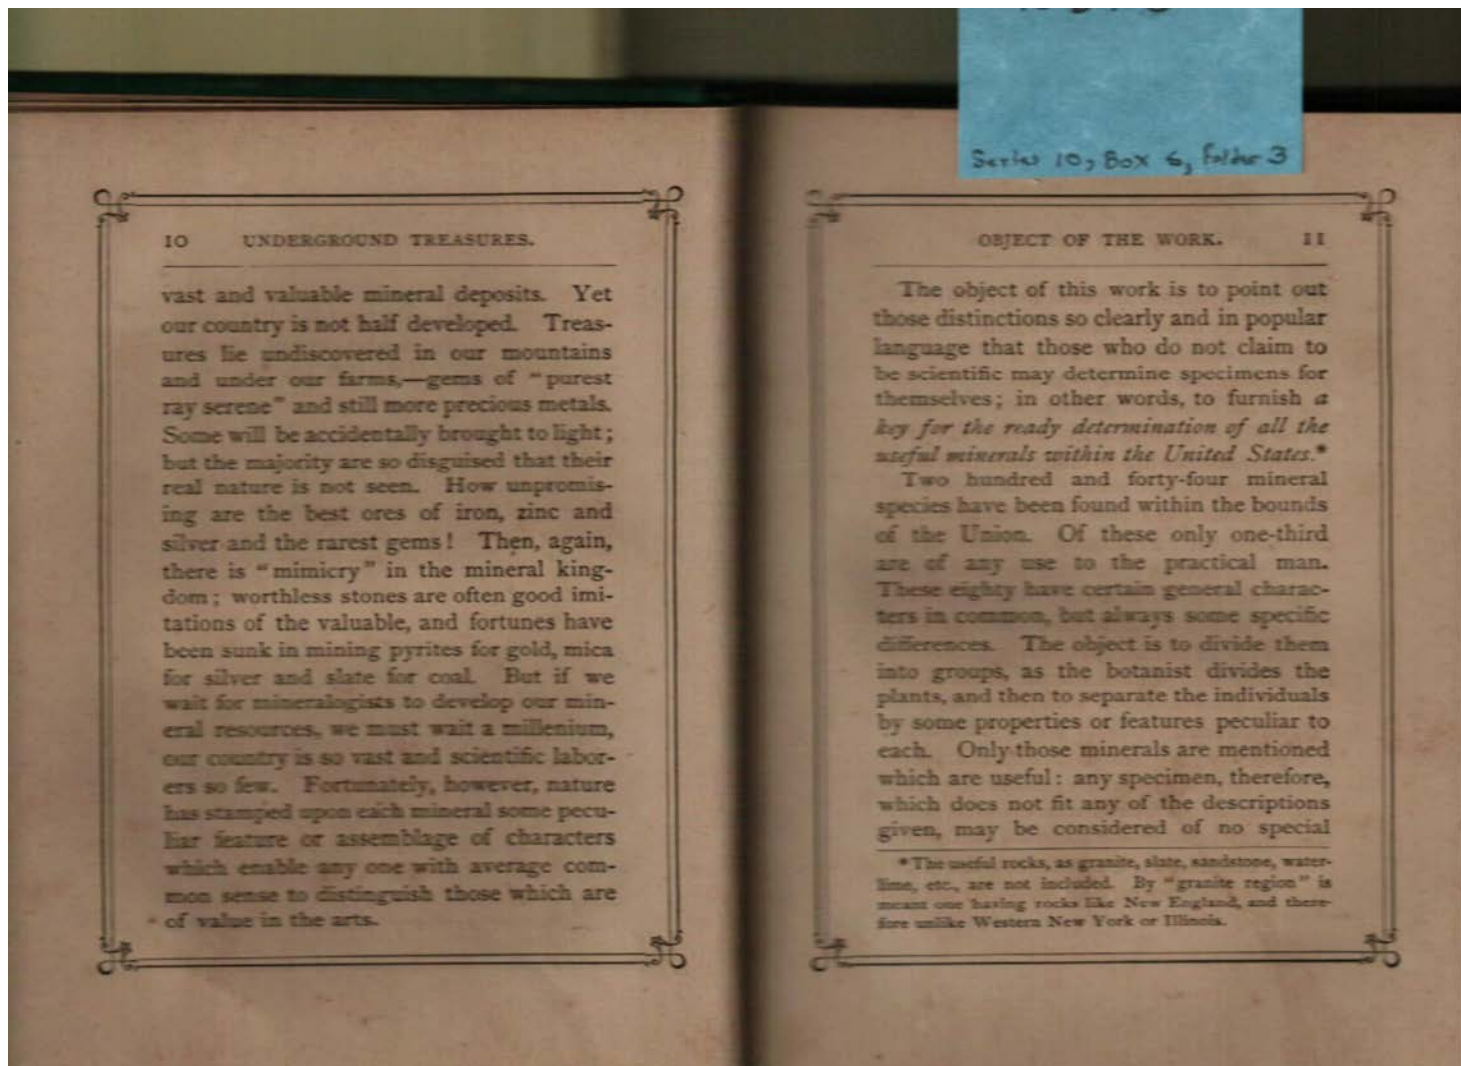 Series 10, Box 6, Folder 3
10 UNDERGROUND TREASURES.
vast and valuable mineral deposits. Yet
our country is not half developed. Treas-
ures lie undiscovered in our mountains
and under our farms,—gems of "purest
ray serene" and still more precious metals.
Some will be accidentally brought to light;
but the majority are so disguised that their
real nature is not seen. How unpromis-
ing are the best ores of iron, zinc and
silver and the rarest gems! Then, again,
there is "mimicry" in the mineral king-
dom; worthless stones are often good imi-
tations of the valuable, and fortunes have
been sunk in mining pyrites for gold, mica
for silver and slate for coal. But if we
wait for mineralogists to develop our min-
eral resources, we must wait a millenium,
our country is so vast and scientific labor-
ers so few. Fortunately, however, nature
has stamped upon each mineral some pecu-
liar feature or assemblage of characters
which enable any one with average com-
mon sense to distinguish those which are
of value in the arts.
OBJECT OF THE WORK. 11
The object of this work is to point out
those distinctions so clearly and in popular
language that those who do not claim to
be scientific may determine specimens for
themselves; in other words, to furnish a
key for the ready determination of all the
useful minerals within the United States.*
Two hundred and forty-four mineral
species have been found within the bounds
of the Union. Of these only one-third
are of any use to the practical man.
These eighty have certain general charac-
ters in common, but always some specific
differences. The object is to divide them
into groups, as the botanist divides the
plants, and then to separate the individuals
by some properties or features peculiar to
each. Only those minerals are mentioned
which are useful: any specimen, therefore,
which does not fit any of the descriptions
given, may be considered of no special
* The useful rocks, as granite, slate, sandstone, water-
lime, etc., are not included. By "granite region" is
meant one having rocks like New England, and there-
fore unlike Western New York or Illinois.